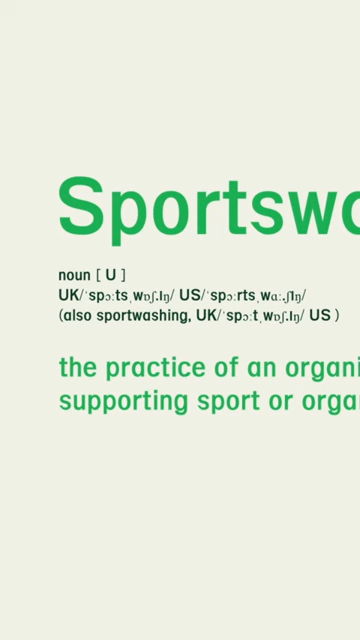 Sportswa
noun [ U ]
UK/ˈspɔːtsˌwɒʃ.ɪŋ/ US/ˈspɔːrtsˌwɑː.ʃɪŋ/
(also sportwashing, UK/ˈspɔːtˌwɒʃ.ɪŋ/ US )
the practice of an organi
supporting sport or orga